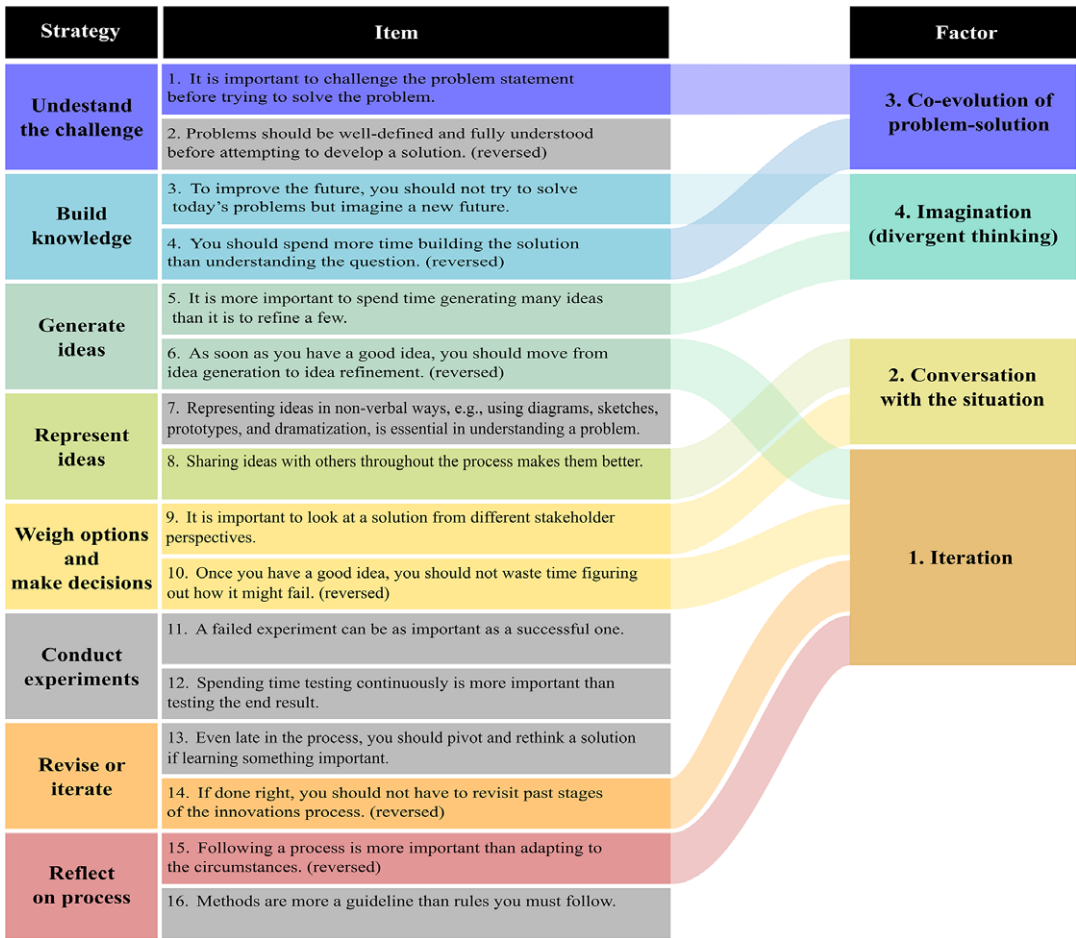 Strategy
Item
Factor
Undestand
the challenge
1. It is important to challenge the problem statement
before trying to solve the problem.
2. Problems should be well-defined and fully understood
before attempting to develop a solution. (reversed)
3. Co-evolution of
problem-solution
Build
knowledge
3. To improve the future, you should not try to solve
today's problems but imagine a new future.
4. You should spend more time building the solution
than understanding the question. (reversed)
4. Imagination
(divergent thinking)
Generate
ideas
5. It is more important to spend time generating many ideas
than it is to refine a few.
6. As soon as you have a good idea, you should move from
idea generation to idea refinement. (reversed)
2. Conversation
with the situation
Represent
ideas
7. Representing ideas in non-verbal ways, e.g., using diagrams, sketches,
prototypes, and dramatization, is essential in understanding a problem.
8. Sharing ideas with others throughout the process makes them better.
Weigh options
and
make decisions
9. It is important to look at a solution from different stakeholder
perspectives.
10. Once you have a good idea, you should not waste time figuring
out how it might fail. (reversed)
1. Iteration
Conduct
experiments
11. A failed experiment can be as important as a successful one.
12. Spending time testing continuously is more important than
testing the end result.
Revise or
iterate
13. Even late in the process, you should pivot and rethink a solution
if learning something important.
14. If done right, you should not have to revisit past stages
of the innovations process. (reversed)
Reflect
on process
15. Following a process is more important than adapting to
the circumstances. (reversed)
16. Methods are more a guideline than rules you must follow.